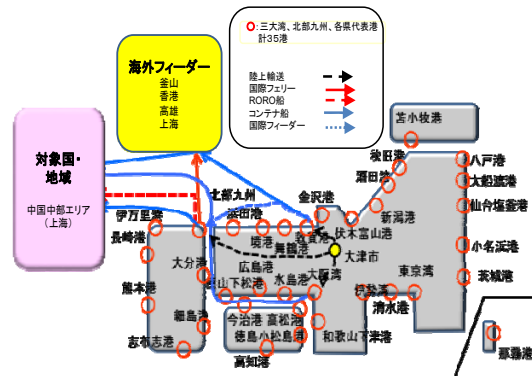 海外フィーダー
釜山
香港
高雄
上海
○:三大湾、北部九州、各県代表港
計35港
陸上輸送
国際フェリー
RORO船
コンテナ船
国際フィーダー
対象国・
地域
中国中部エリア
(上海)
苫小牧港
秋田港
酒田港
新潟港
八戸港
大船渡港
仙台塩釜港
小名浜港
茨城港
北部九州
金沢港
伊万里港
浜田港
敦賀港
伏木富山港
長崎港
境港
舞鶴港
大津市
大分港
広島港
徳山下松港
水島港
大阪湾
東京湾
伊勢湾
清水港
熊本港
細島港
今治港
高松港
徳島小松島港
和歌山下津港
志布志港
高知港
那覇港